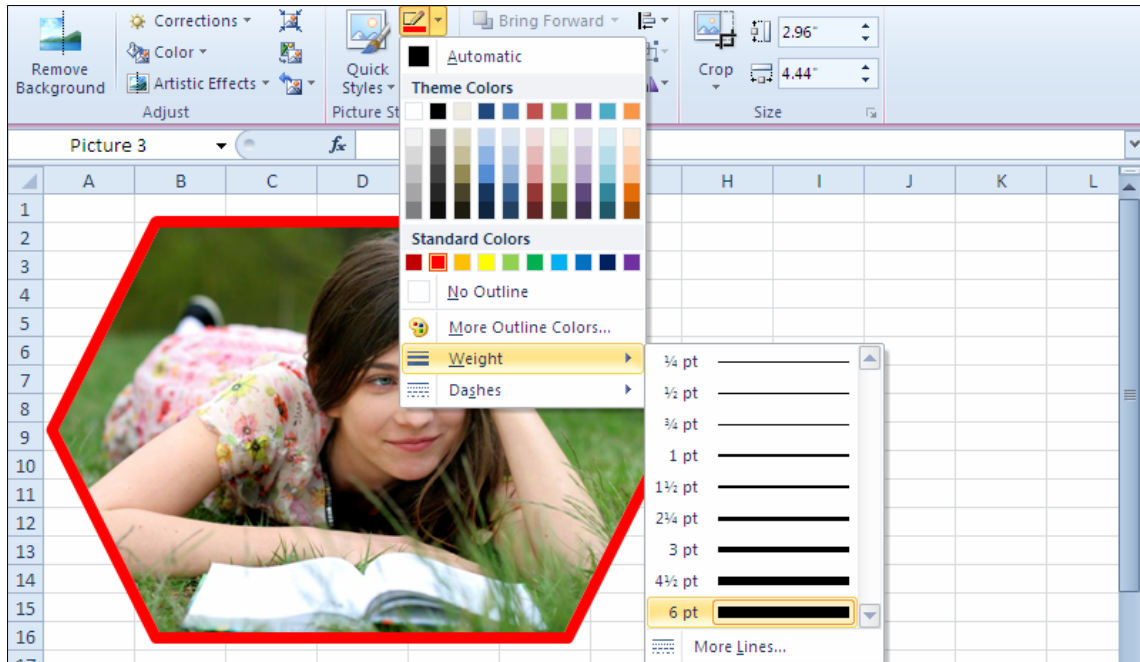 Corrections
Color
Artistic Effects
Remove
Background
Adjust
Quick
Styles
Picture St
Bring Forward
Crop
2.96"
4.44"
Size
Automatic
Theme Colors
Picture 3
fx
A B C D H I J K L
1
2
3
4
5
6
7
8
9
10
11
12
13
14
15
16
Standard Colors
No Outline
More Outline Colors...
Weight
Dashes
¼ pt
½ pt
¾ pt
1 pt
1½ pt
2¼ pt
3 pt
4½ pt
6 pt
More Lines...